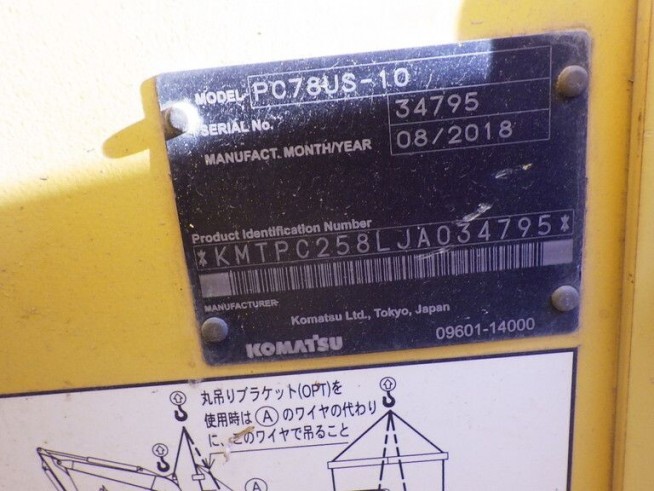 MODEL PC78US-10
SERIAL No. 34795
MANUFACT. MONTH/YEAR 08/2018
Product Identification Number
*KMTPC258LJA034795*
MANUFACTURER
Komatsu Ltd., Tokyo, Japan
KOMATSU 09601-14000
丸吊りブラケット(OPT)を
使用時は Ⓐ のワイヤの代わり
に、このワイヤで吊ること
Ⓐ